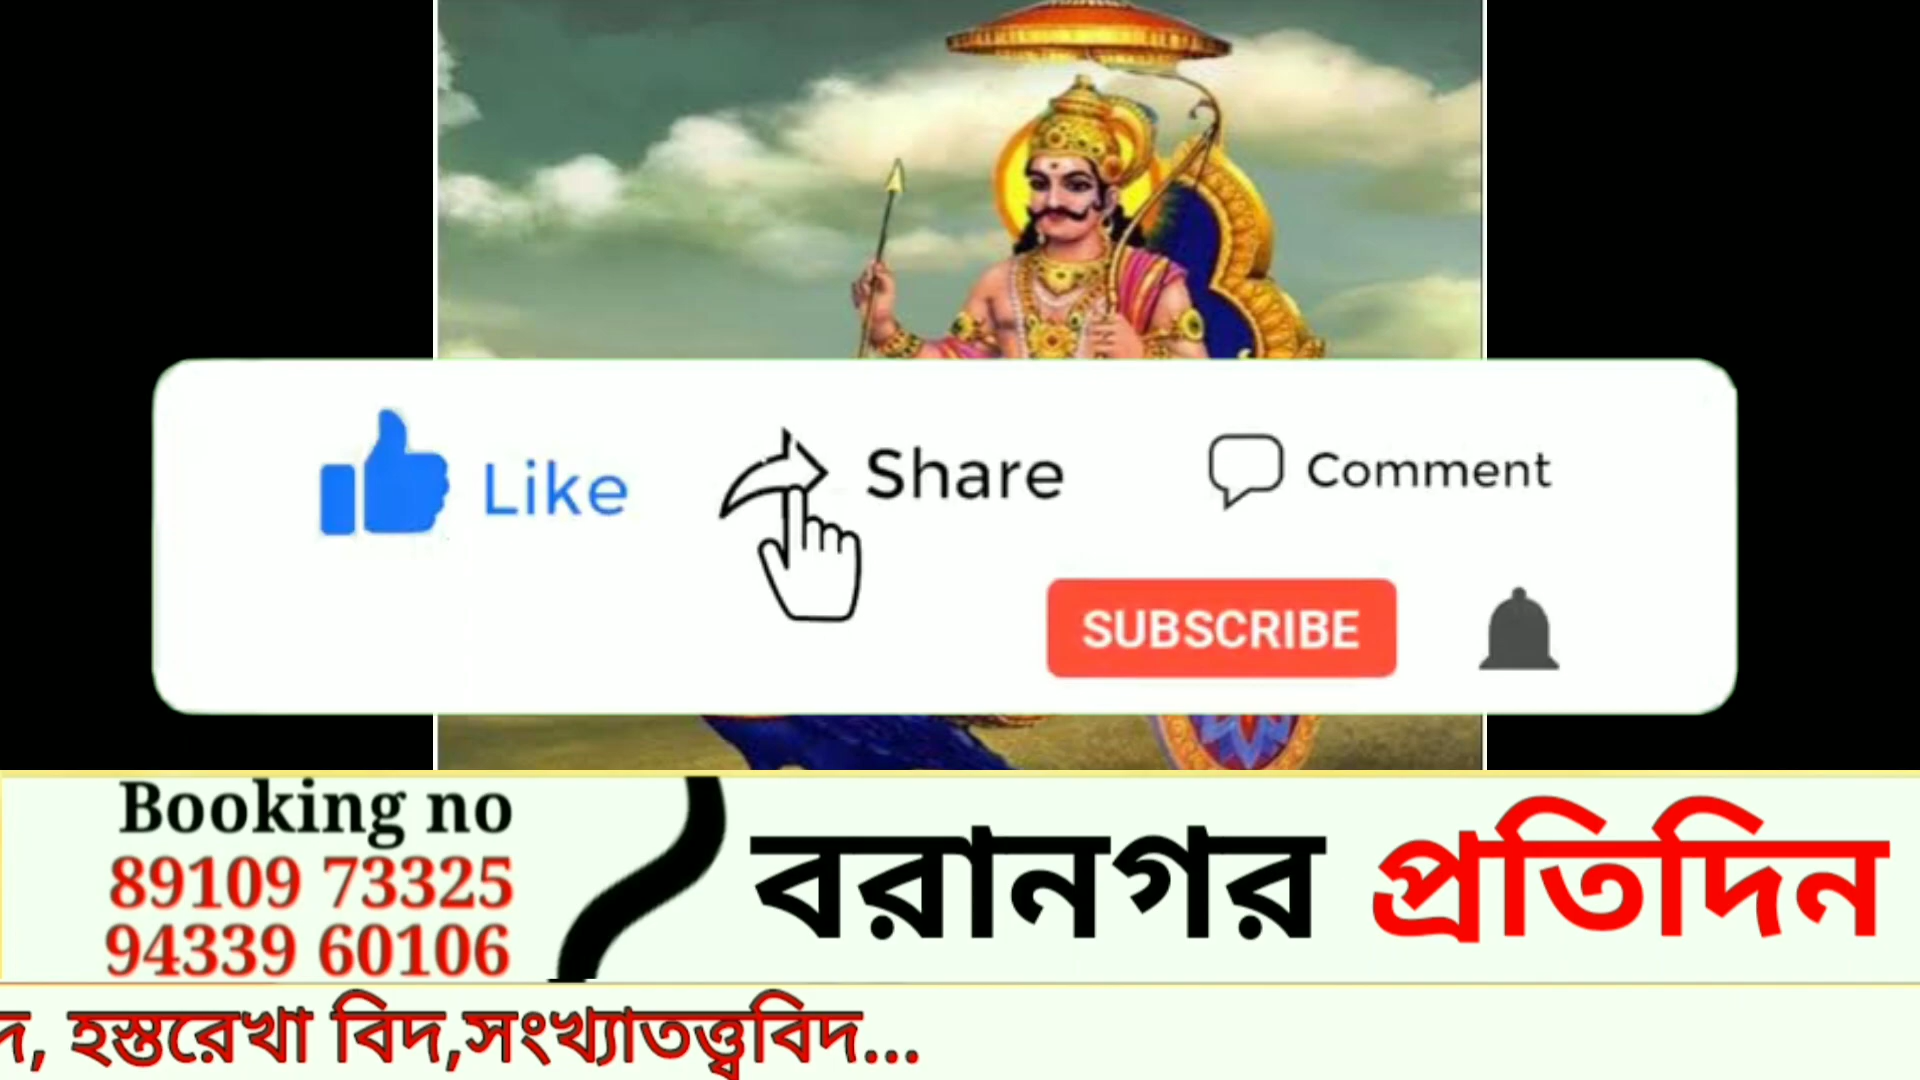 Like Share Comment
SUBSCRIBE
Booking no
89109 73325
94339 60106
বরানগর প্রতিদিন
দ, হস্তরেখা বিদ,সংখ্যাতত্ত্ববিদ...